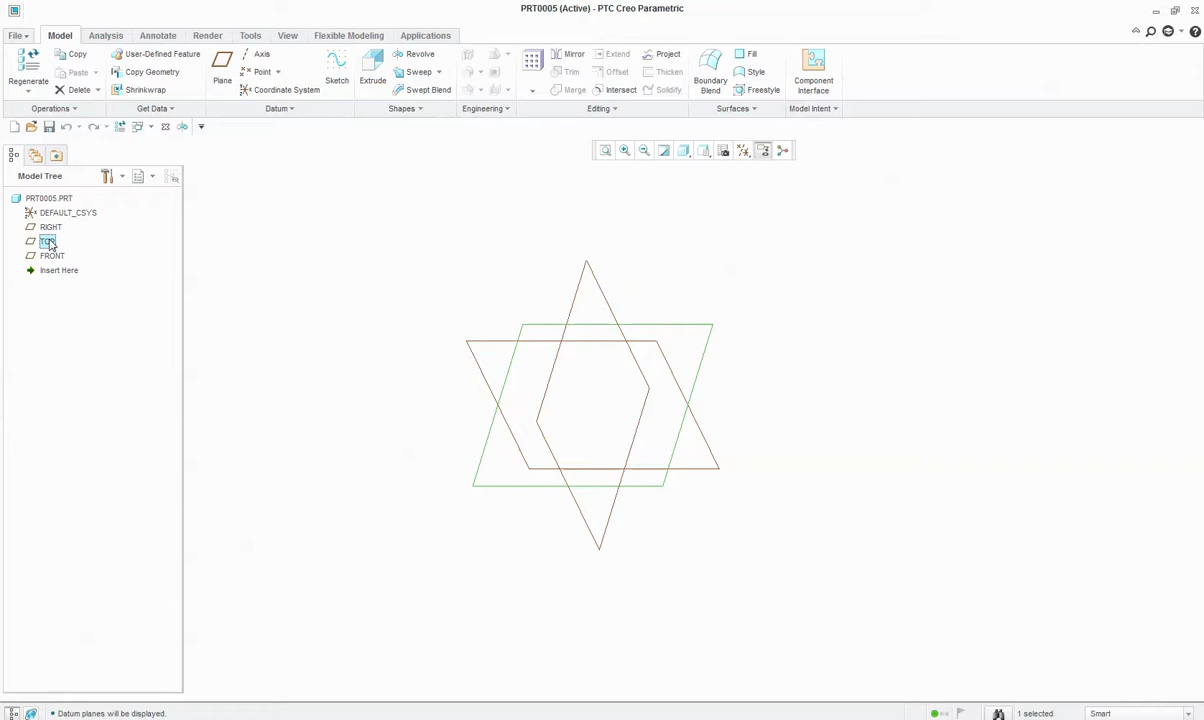 PRT0005 (Active) - PTC Creo Parametric
File Model Analysis Annotate Render Tools View Flexible Modeling Applications
Regenerate
Copy
Paste
Delete
Operations
User-Defined Feature
Copy Geometry
Shrinkwrap
Get Data
Plane
Axis
Point
Coordinate System
Sketch
Datum
Extrude
Revolve
Sweep
Swept Blend
Shapes
Engineering
Mirror
Extend
Project
Trim
Offset
Thicken
Merge
Intersect
Solidify
Editing
Boundary
Blend
Fill
Style
Freestyle
Surfaces
Component
Interface
Model Intent
Model Tree
PRT0005.PRT
DEFAULT_CSYS
RIGHT
TOP
FRONT
Insert Here
• Datum planes will be displayed.
1 selected
Smart